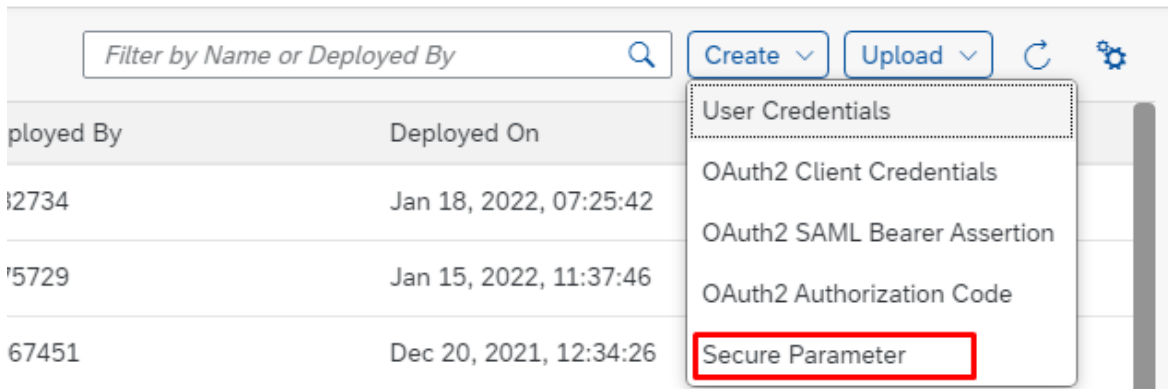 Filter by Name or Deployed By Create Upload
User Credentials
ployed By Deployed On
OAuth2 Client Credentials
32734 Jan 18, 2022, 07:25:42
OAuth2 SAML Bearer Assertion
75729 Jan 15, 2022, 11:37:46
OAuth2 Authorization Code
67451 Dec 20, 2021, 12:34:26
Secure Parameter